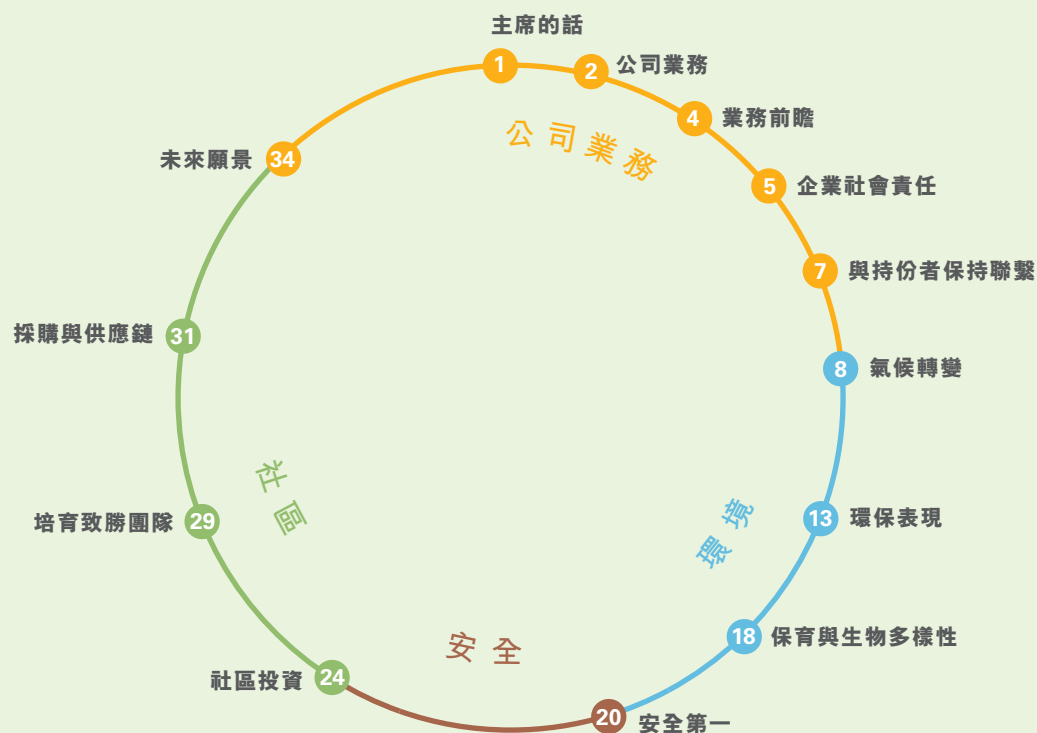 主席的話
1
2 公司業務
4 業務前瞻
5 企業社會責任
7 與持份者保持聯繫
8 氣候轉變
13 環保表現
18 保育與生物多樣性
20 安全第一
24 社區投資
29 培育致勝團隊
31 採購與供應鏈
34 未來願景
公司業務
環境
安全
社區